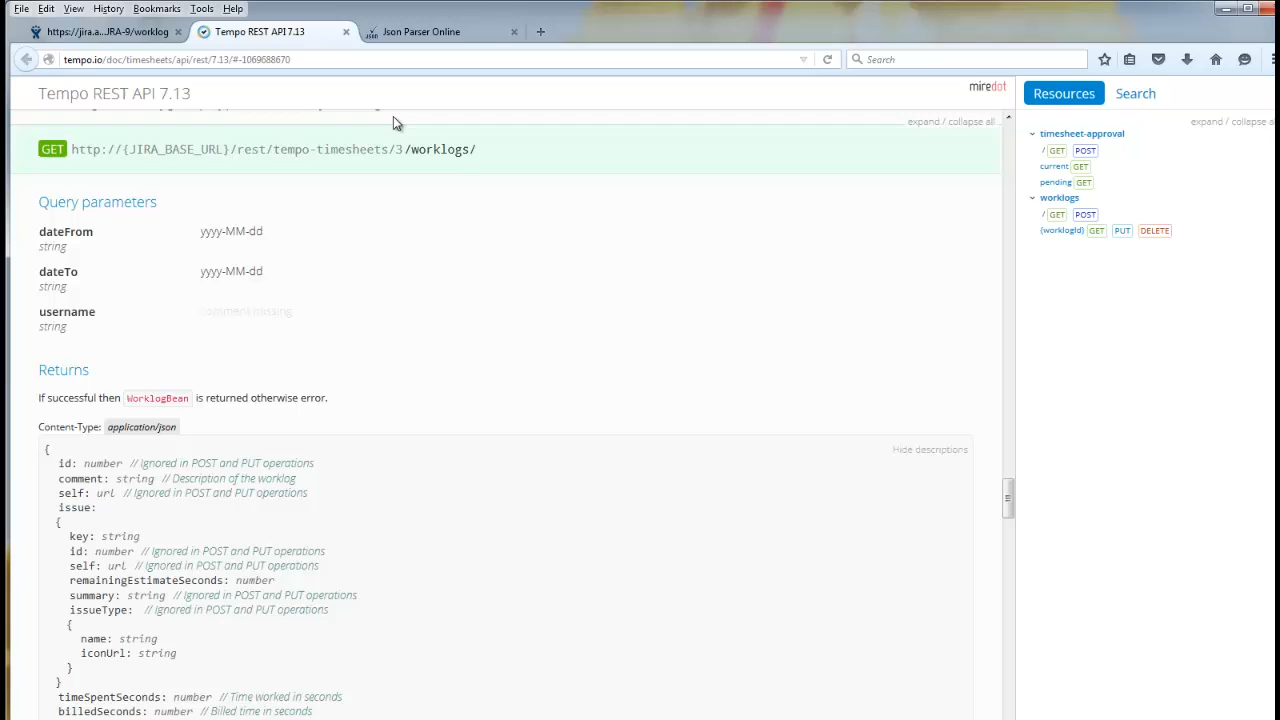 File Edit View History Bookmarks Tools Help
https://jira.a...JRA-9/worklog
Tempo REST API 7.13
Json Parser Online
tempo.io/doc/timesheets/api/rest/7.13/#-1069688670
Search
Tempo REST API 7.13
miredot
Resources
Search
expand / collapse all
expand / collapse al
GET http://{JIRA_BASE_URL}/rest/tempo-timesheets/3/worklogs/
timesheet-approval
/ GET POST
current GET
pending GET
worklogs
/ GET POST
{worklogId} GET PUT DELETE
Query parameters
dateFrom yyyy-MM-dd
string
dateTo yyyy-MM-dd
string
username comment missing
string
Returns
If successful then WorklogBean is returned otherwise error.
Content-Type: application/json
Hide descriptions
{
id: number // Ignored in POST and PUT operations
comment: string // Description of the worklog
self: url // Ignored in POST and PUT operations
issue:
{
key: string
id: number // Ignored in POST and PUT operations
self: url // Ignored in POST and PUT operations
remainingEstimateSeconds: number
summary: string // Ignored in POST and PUT operations
issueType: // Ignored in POST and PUT operations
{
name: string
iconUrl: string
}
}
timeSpentSeconds: number // Time worked in seconds
billedSeconds: number // Billed time in seconds